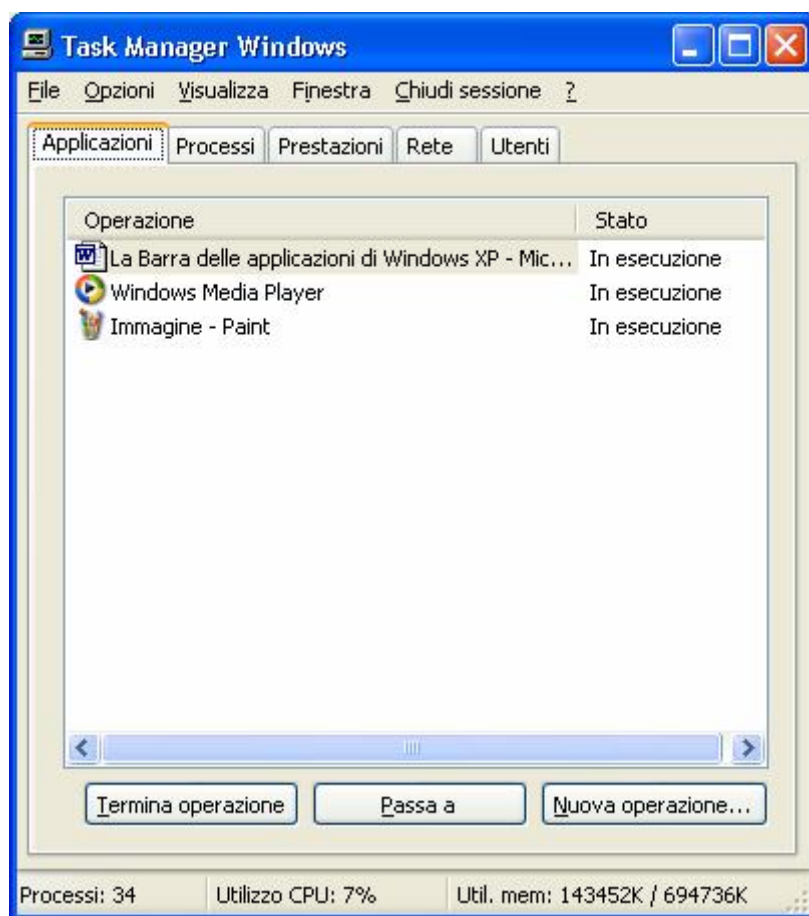 Task Manager Windows
File Opzioni Visualizza Finestra Chiudi sessione ?
Applicazioni Processi Prestazioni Rete Utenti
Operazione Stato
La Barra delle applicazioni di Windows XP - Mic... In esecuzione
Windows Media Player In esecuzione
Immagine - Paint In esecuzione
Termina operazione Passa a Nuova operazione...
Processi: 34 Utilizzo CPU: 7% Util. mem: 143452K / 694736K